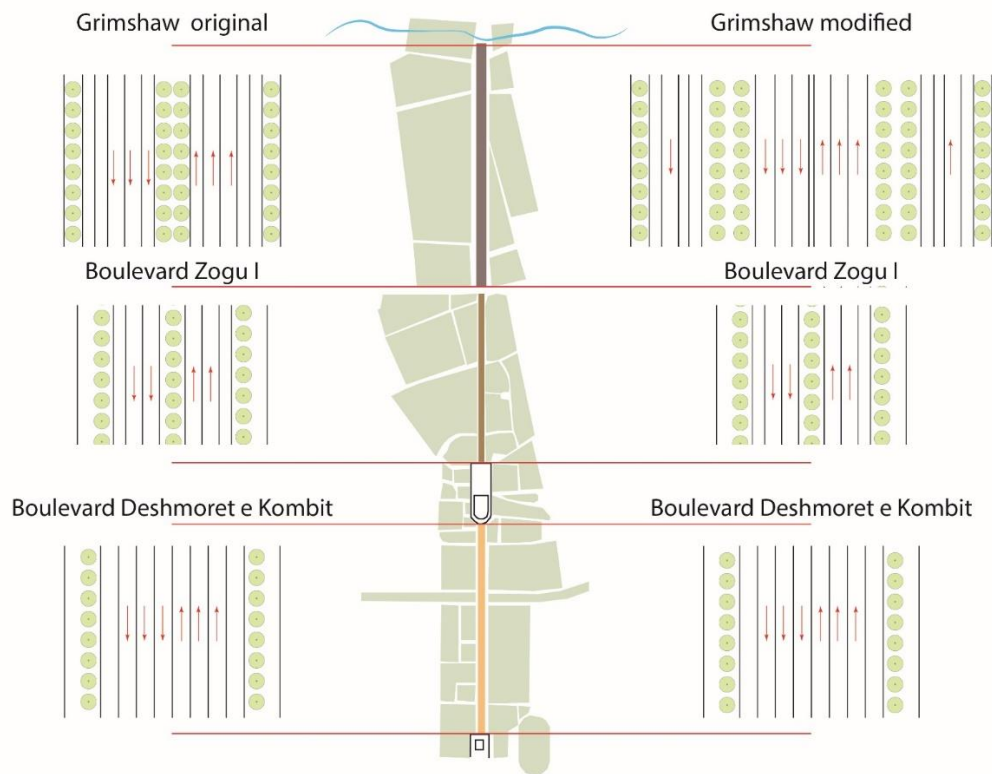 Grimshaw original
Grimshaw modified
Boulevard Zogu I
Boulevard Zogu I
Boulevard Deshmoret e Kombit
Boulevard Deshmoret e Kombit